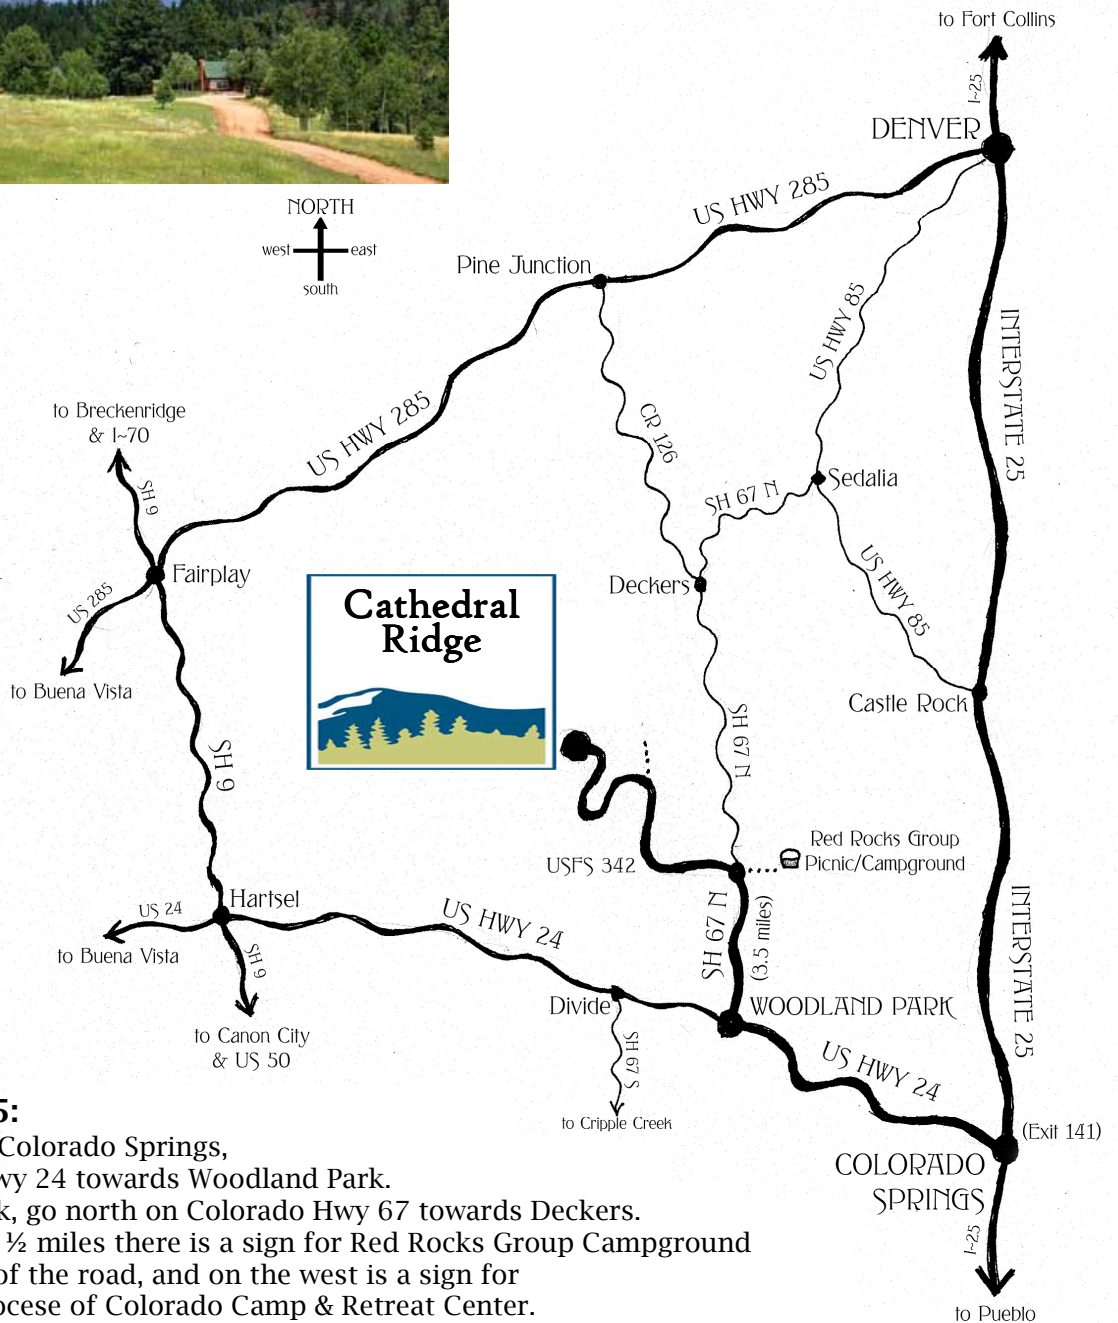 to Fort Collins
I~25
DENVER
US HWY 285
NORTH
west east
south
Pine Junction
US HWY 85
INTERSTATE 25
to Breckenridge
& I~70
US HWY 285
CR 126
SH 9
SH 67 N
Sedalia
Fairplay
US 285
Deckers
US HWY 85
Cathedral
Ridge
to Buena Vista
Castle Rock
SH 9
SH 67 N
Red Rocks Group
Picnic/Campground
USFS 342
Hartsel
US 24
US HWY 24
SH 67 N
(3.5 miles)
INTERSTATE 25
to Buena Vista
SH 9
Divide
WOODLAND PARK
to Canon City
& US 50
SH 67 S
US HWY 24
to Cripple Creek
(Exit 141)
COLORADO
SPRINGS
I~25
to Pueblo
5:
Colorado Springs,
wy 24 towards Woodland Park.
k, go north on Colorado Hwy 67 towards Deckers.
½ miles there is a sign for Red Rocks Group Campground
of the road, and on the west is a sign for
ocese of Colorado Camp & Retreat Center.